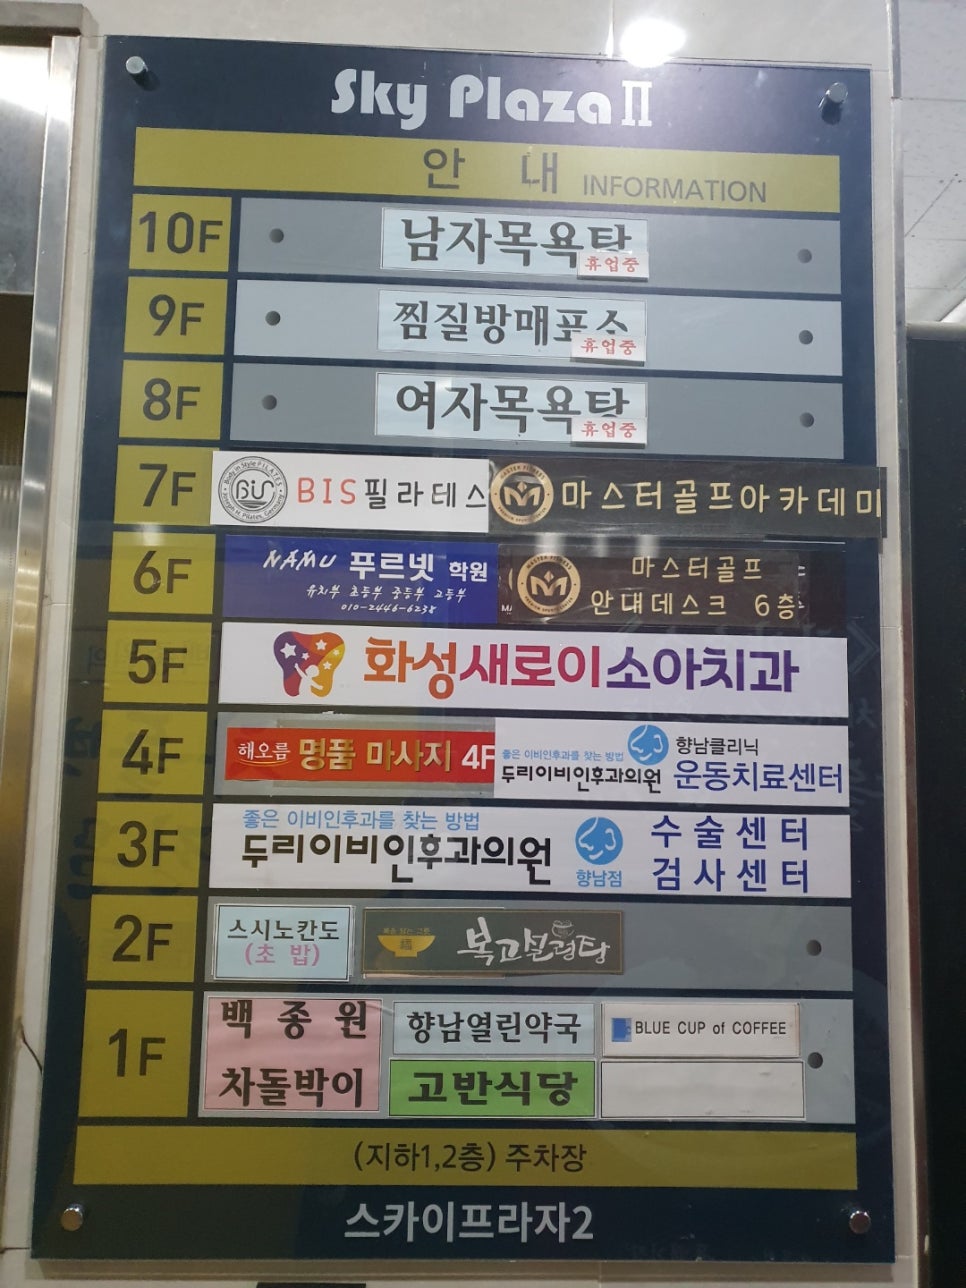 Sky Plaza II
안 내 INFORMATION
10F 남자목욕탕
휴업중
9F 찜질방매표소
휴업중
8F 여자목욕탕
휴업중
7F BIS필라테스 마스터골프아카데미
6F NAMU 푸르넷 학원
유치부 초등부 중등부 고등부
010-2446-6238
마스터골프
안내데스크 6층
5F 화성새로이소아치과
4F 해오름 명품 마사지 4F
좋은 이비인후과를 찾는 방법
두리이비인후과의원
향남클리닉
운동치료센터
3F 좋은 이비인후과를 찾는 방법
두리이비인후과의원
향남점
수술센터
검사센터
2F 스시노칸도
(초 밥)
복고설렁탕
1F 백종원
차돌박이
향남열린약국
고반식당
BLUE CUP of COFFEE
(지하1,2층) 주차장
스카이프라자2